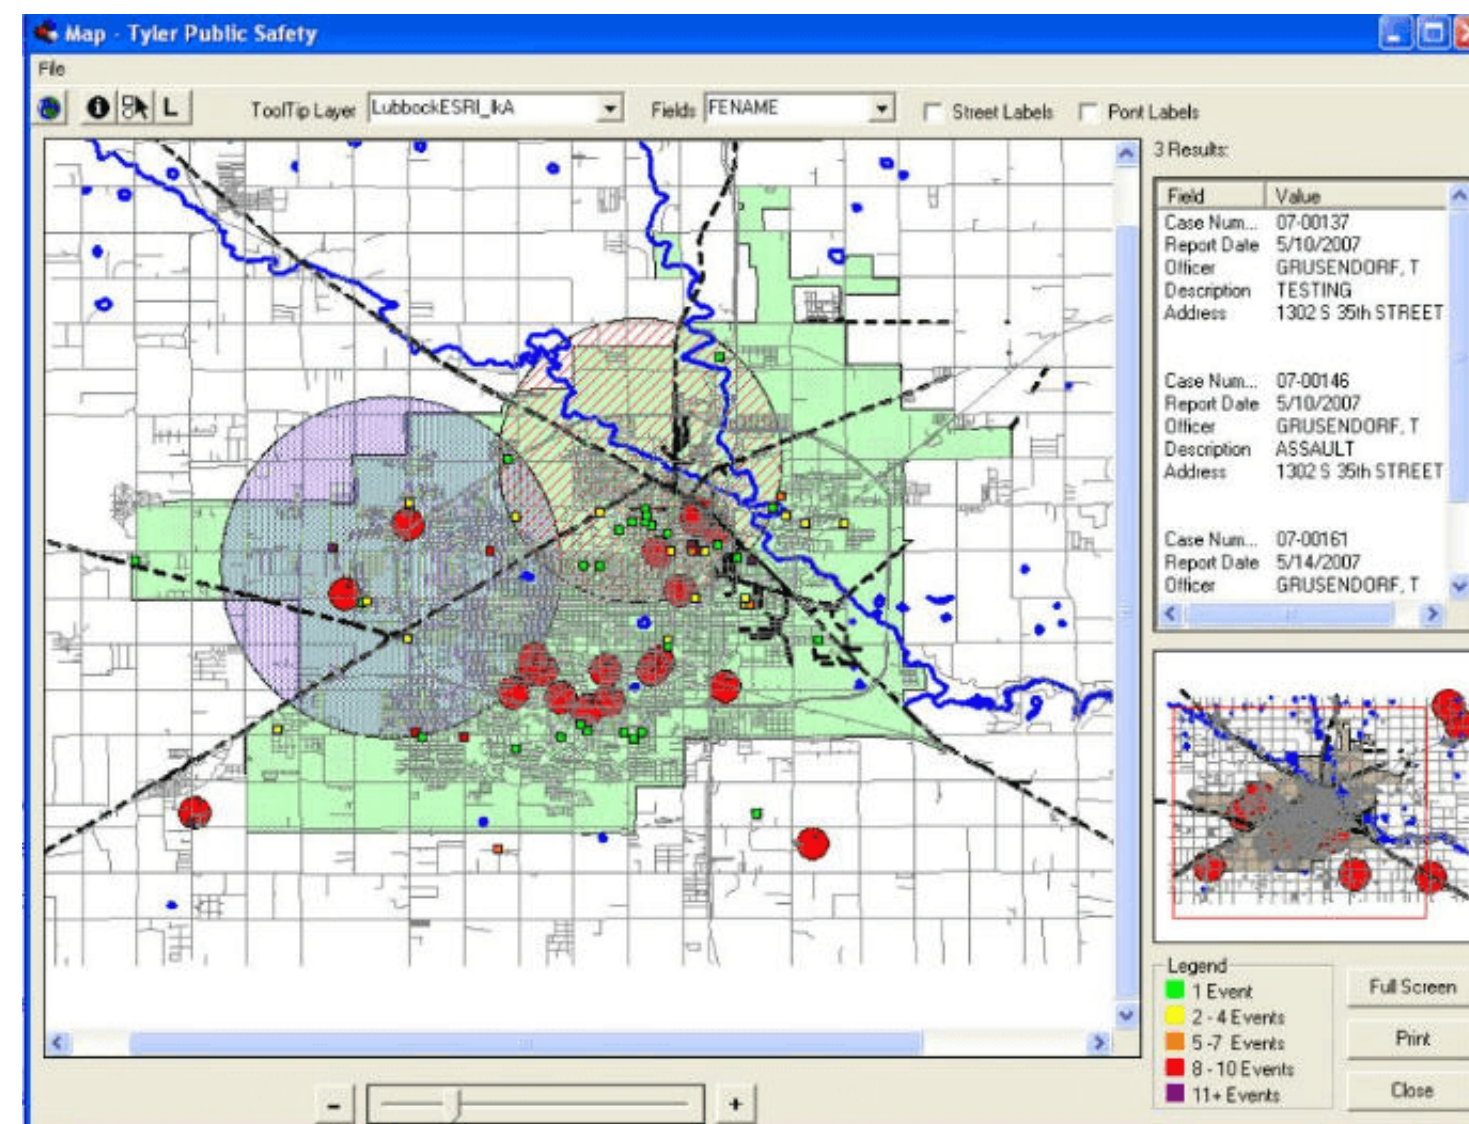 Map - Tyler Public Safety
File
L ToolTip Layer LubbockESRI_lkA Fields FENAME Street Labels Pont Labels
3 Results:
Field Value
Case Num... 07-00137
Report Date 5/10/2007
Officer GRUSENDORF, T
Description TESTING
Address 1302 S 35th STREET
Case Num... 07-00146
Report Date 5/10/2007
Officer GRUSENDORF, T
Description ASSAULT
Address 1302 S 35th STREET
Case Num... 07-00161
Report Date 5/14/2007
Officer GRUSENDORF, T
Legend
1 Event
2 - 4 Events
5 -7 Events
8 - 10 Events
11+ Events
Full Screen
Print
Close
- +